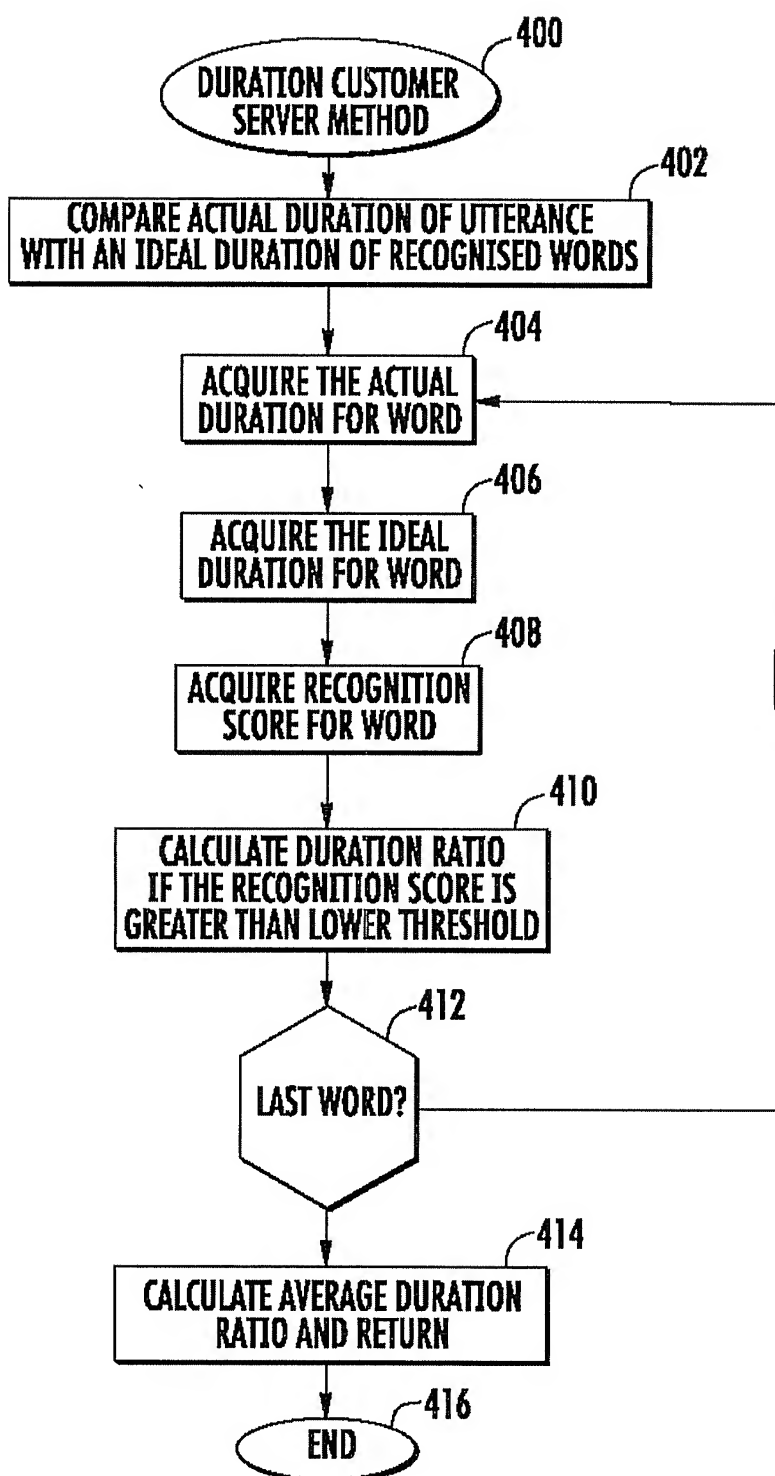 400
DURATION CUSTOMER
SERVER METHOD
402
COMPARE ACTUAL DURATION OF UTTERANCE
WITH AN IDEAL DURATION OF RECOGNISED WORDS
404
ACQUIRE THE ACTUAL
DURATION FOR WORD
406
ACQUIRE THE IDEAL
DURATION FOR WORD
408
ACQUIRE RECOGNITION
SCORE FOR WORD
410
CALCULATE DURATION RATIO
IF THE RECOGNITION SCORE IS
GREATER THAN LOWER THRESHOLD
412
LAST WORD?
414
CALCULATE AVERAGE DURATION
RATIO AND RETURN
416
END